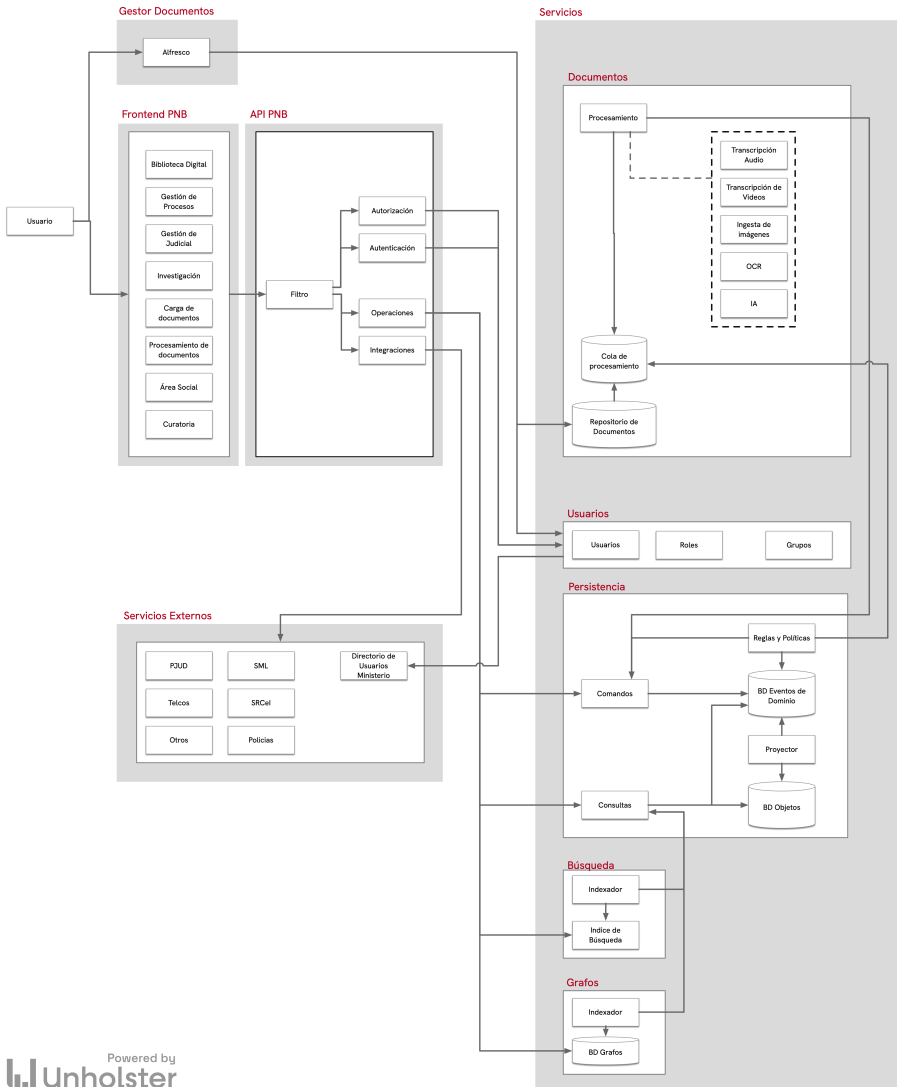 Gestor Documentos
Alfresco
Servicios
Documentos
Procesamiento
Transcripción
Audio
Transcripción de
Videos
Ingesta de
imágenes
OCR
IA
Cola de
procesamiento
Repositorio de
Documentos
Frontend PNB
Biblioteca Digital
Gestión de
Procesos
Gestión de
Judicial
Investigación
Carga de
documentos
Procesamiento de
documentos
Área Social
Curatoria
API PNB
Autorización
Autenticación
Filtro
Operaciones
Integraciones
Usuario
Usuarios
Usuarios
Roles
Grupos
Persistencia
Reglas y Políticas
Comandos
BD Eventos de
Dominio
Proyector
Consultas
BD Objetos
Servicios Externos
PJUD
SML
Directorio de
Usuarios
Ministerio
Telcos
SRCeI
Otros
Policias
Búsqueda
Indexador
Indice de
Búsqueda
Grafos
Indexador
BD Grafos
Powered by
Unholster